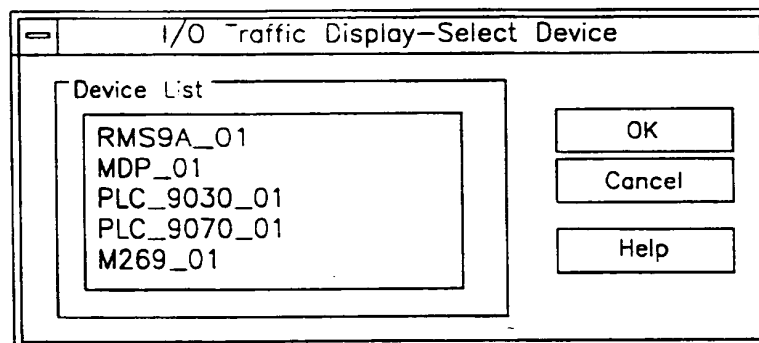 I/O Traffic Display-Select Device
Device List
RMS9A_01
MDP_01
PLC_9030_01
PLC_9070_01
M269_01
OK
Cancel
Help